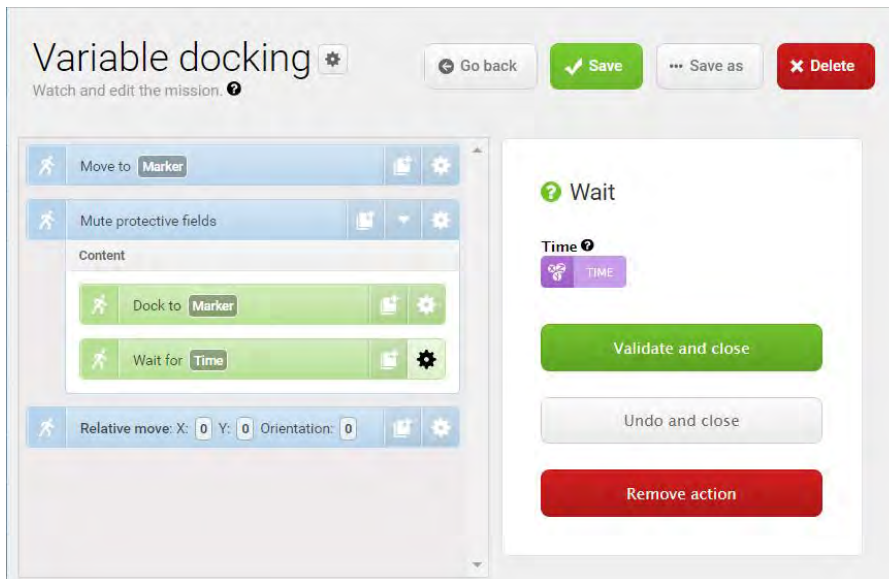 Variable docking
Go back
Save
Save as
Delete
Watch and edit the mission.
Move to Marker
Mute protective fields
Content
Dock to Marker
Wait for Time
Relative move: X: 0 Y: 0 Orientation: 0
Wait
Time
TIME
Validate and close
Undo and close
Remove action